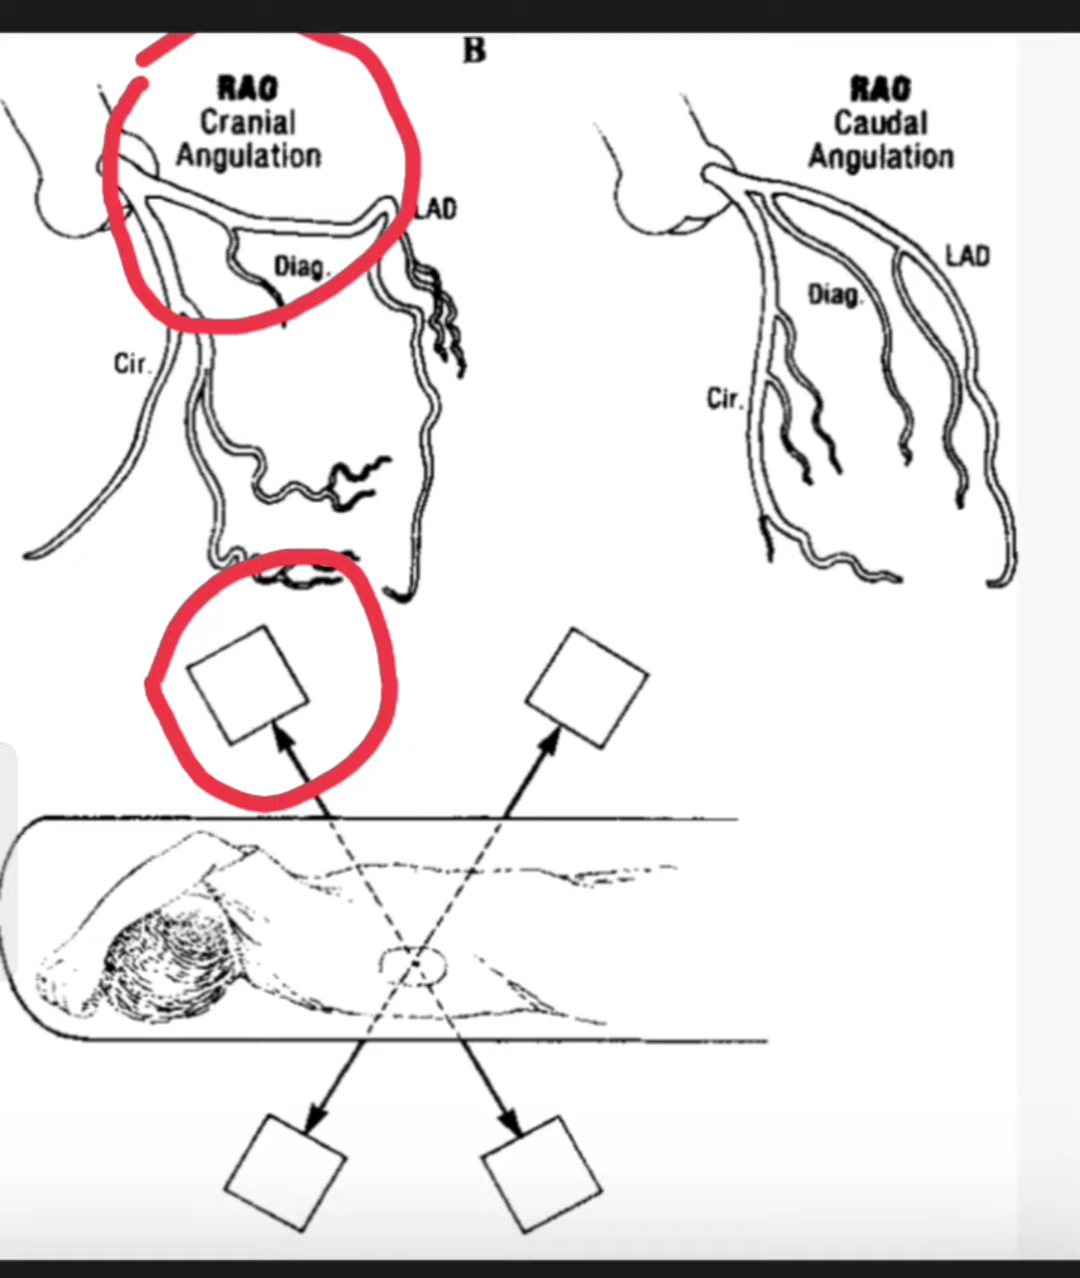 B
RAO
Cranial
Angulation
LAD
Diag.
Cir.
RAO
Caudal
Angulation
LAD
Diag.
Cir.